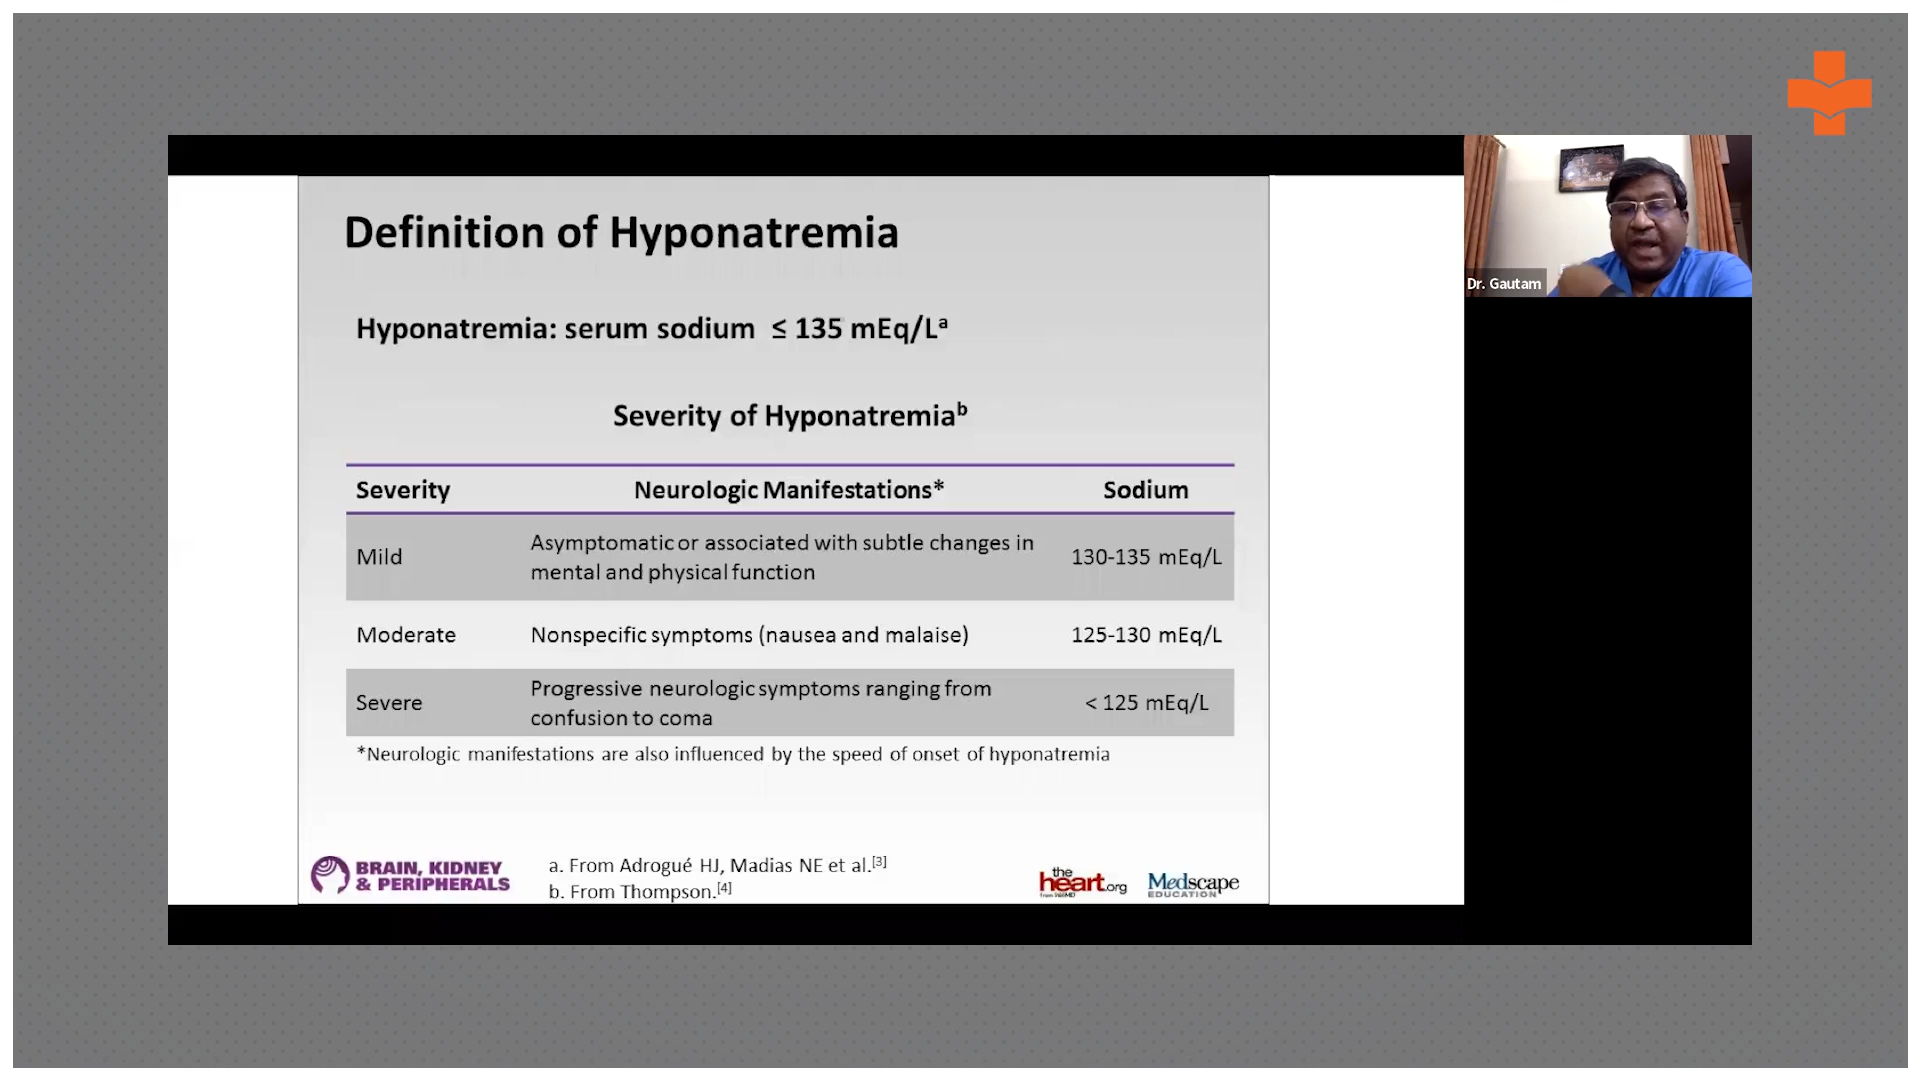 Definition of Hyponatremia
Hyponatremia: serum sodium ≤ 135 mEq/Lᵃ
Severity of Hyponatremiaᵇ
Severity Neurologic Manifestations* Sodium
Mild Asymptomatic or associated with subtle changes in mental and physical function 130-135 mEq/L
Moderate Nonspecific symptoms (nausea and malaise) 125-130 mEq/L
Severe Progressive neurologic symptoms ranging from confusion to coma < 125 mEq/L
*Neurologic manifestations are also influenced by the speed of onset of hyponatremia
BRAIN, KIDNEY
& PERIPHERALS
a. From Adrogué HJ, Madias NE et al.[3]
b. From Thompson.[4]
the
heart.org
from WebMD
Medscape
EDUCATION
Dr. Gautam